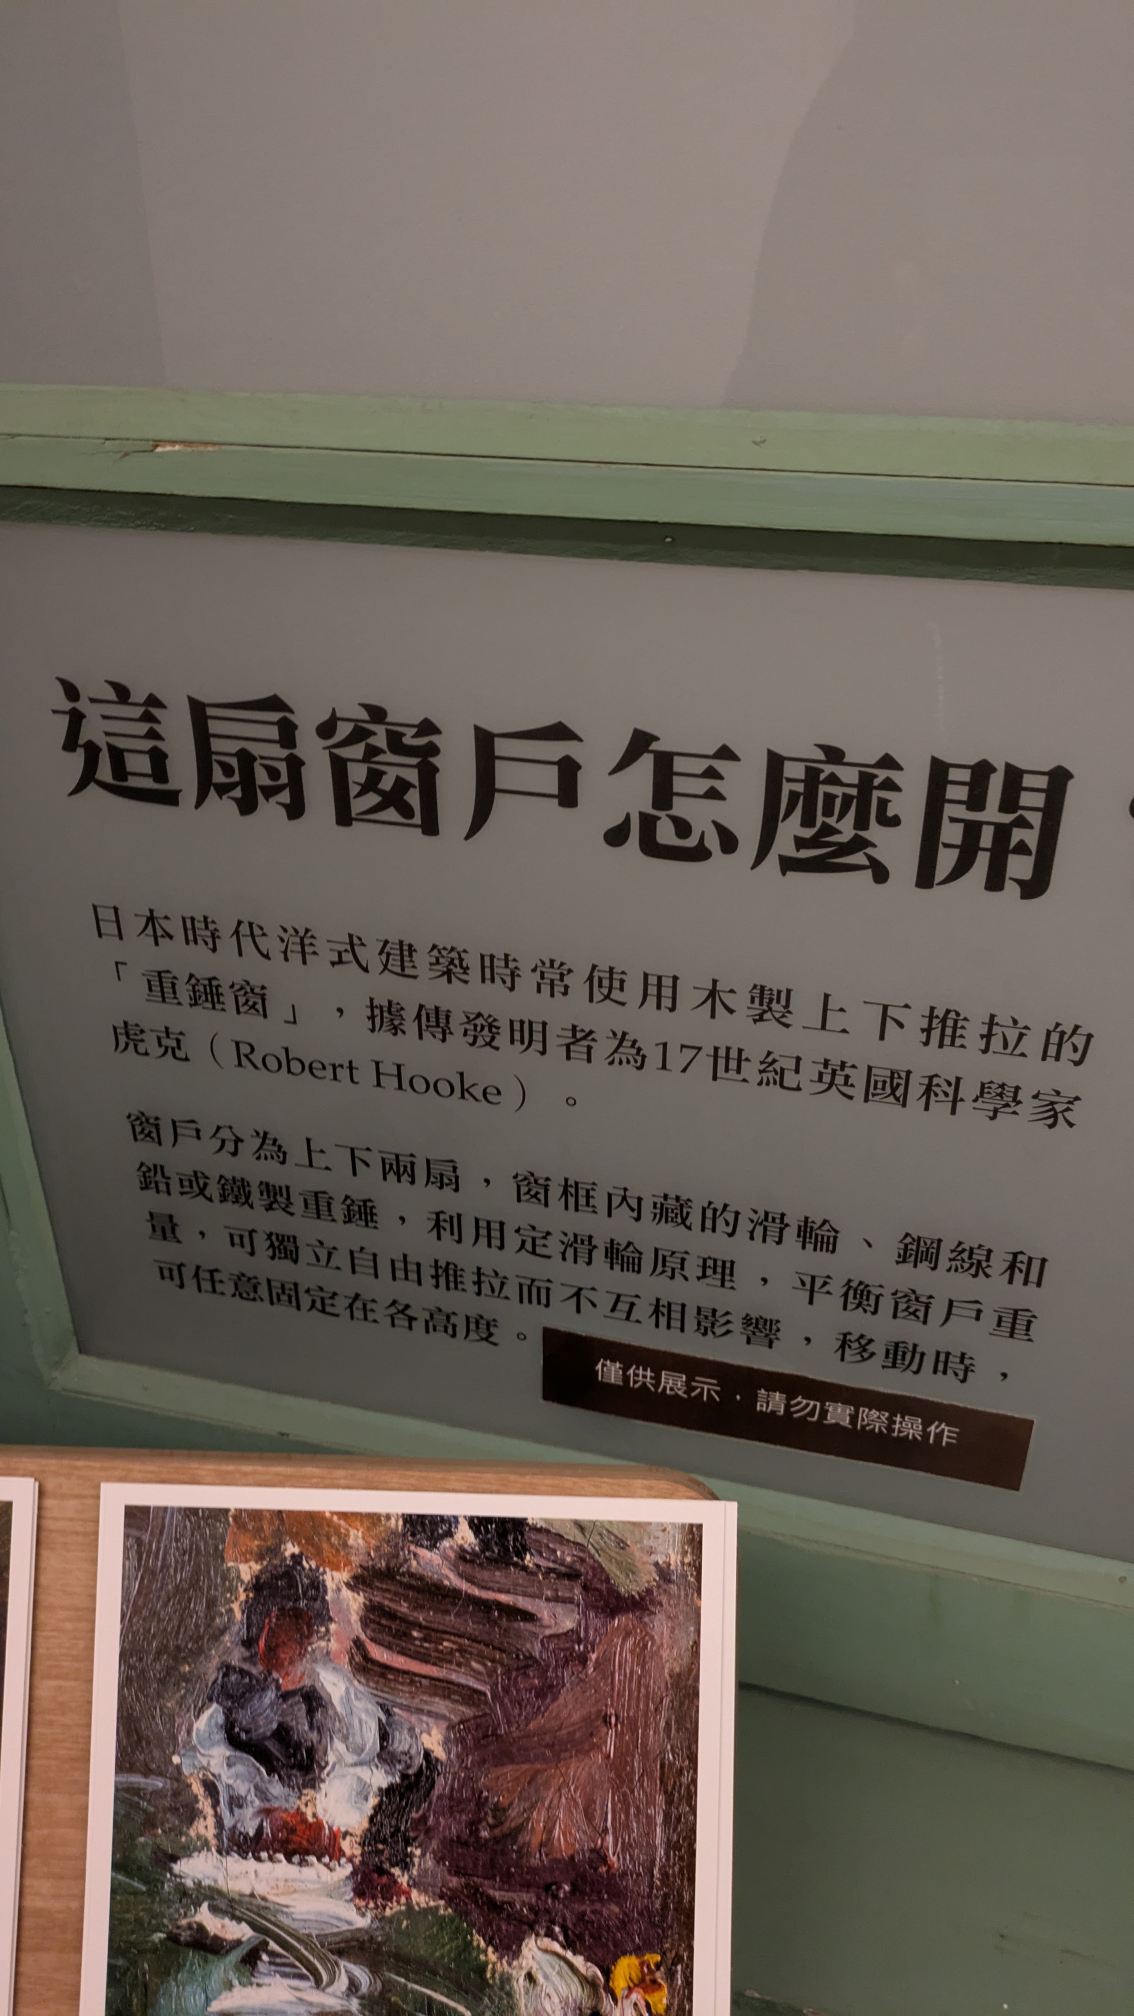 這扇窗戶怎麼開
日本時代洋式建築時常使用木製上下推拉的
「重錘窗」，據傳發明者為17世紀英國科學家
虎克（Robert Hooke）。
窗戶分為上下兩扇，窗框內藏的滑輪、鋼線和
鉛或鐵製重錘，利用定滑輪原理，平衡窗戶重
量，可獨立自由推拉而不互相影響，移動時，
可任意固定在各高度。
僅供展示．請勿實際操作